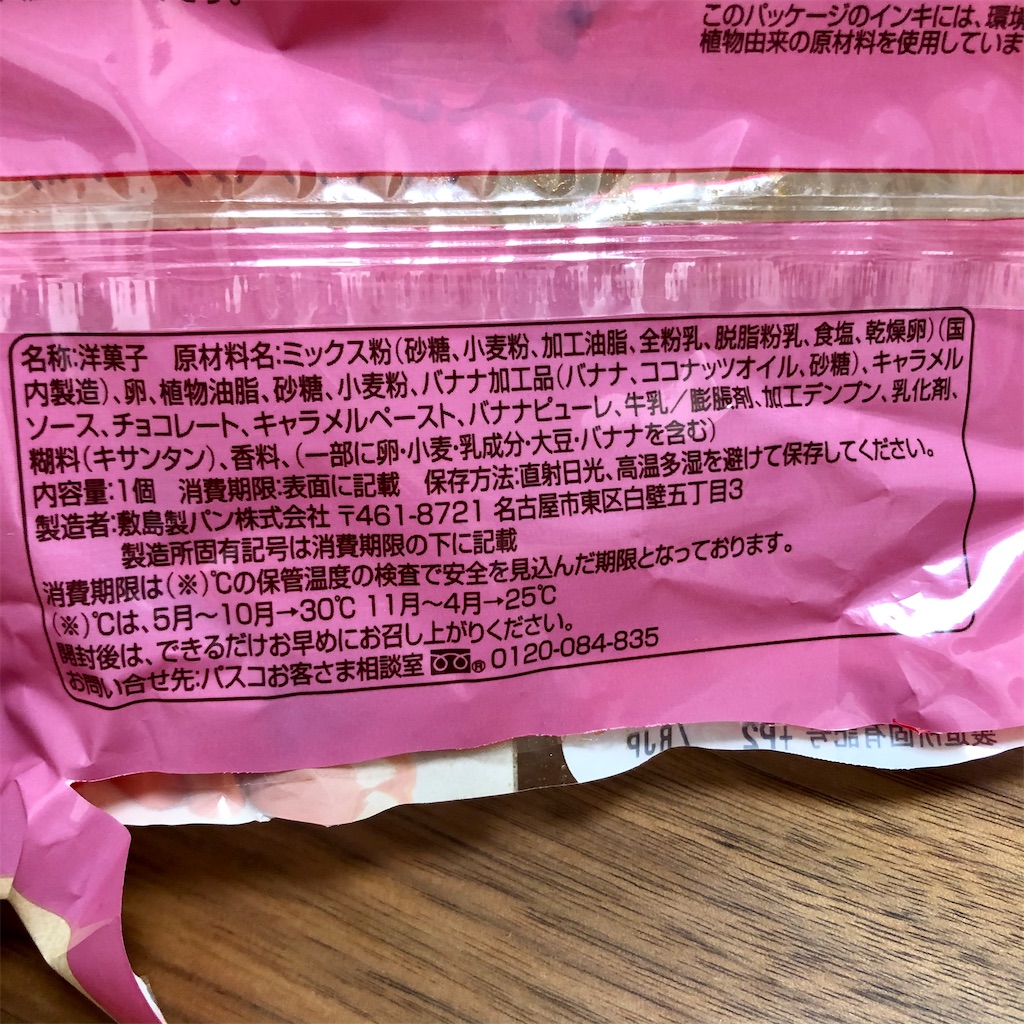 このパッケージのインキには、環境
植物由来の原材料を使用していま
名称:洋菓子 原材料名:ミックス粉(砂糖、小麦粉、加工油脂、全粉乳、脱脂粉乳、食塩、乾燥卵)(国
内製造)、卵、植物油脂、砂糖、小麦粉、バナナ加工品(バナナ、ココナッツオイル、砂糖)、キャラメル
ソース、チョコレート、キャラメルペースト、バナナピューレ、牛乳/膨脹剤、加工デンプン、乳化剤、
糊料(キサンタン)、香料、(一部に卵・小麦・乳成分・大豆・バナナを含む)
内容量:1個 消費期限:表面に記載 保存方法:直射日光、高温多湿を避けて保存してください。
製造者:敷島製パン株式会社 〒461-8721 名古屋市東区白壁五丁目3
製造所固有記号は消費期限の下に記載
消費期限は(※)℃の保管温度の検査で安全を見込んだ期限となっております。
(※)℃は、5月～10月→30℃ 11月～4月→25℃
開封後は、できるだけお早めにお召し上がりください。
お問い合せ先:パスコお客さま相談室 ® 0120-084-835
製造所固有記号 +P2 /BJP